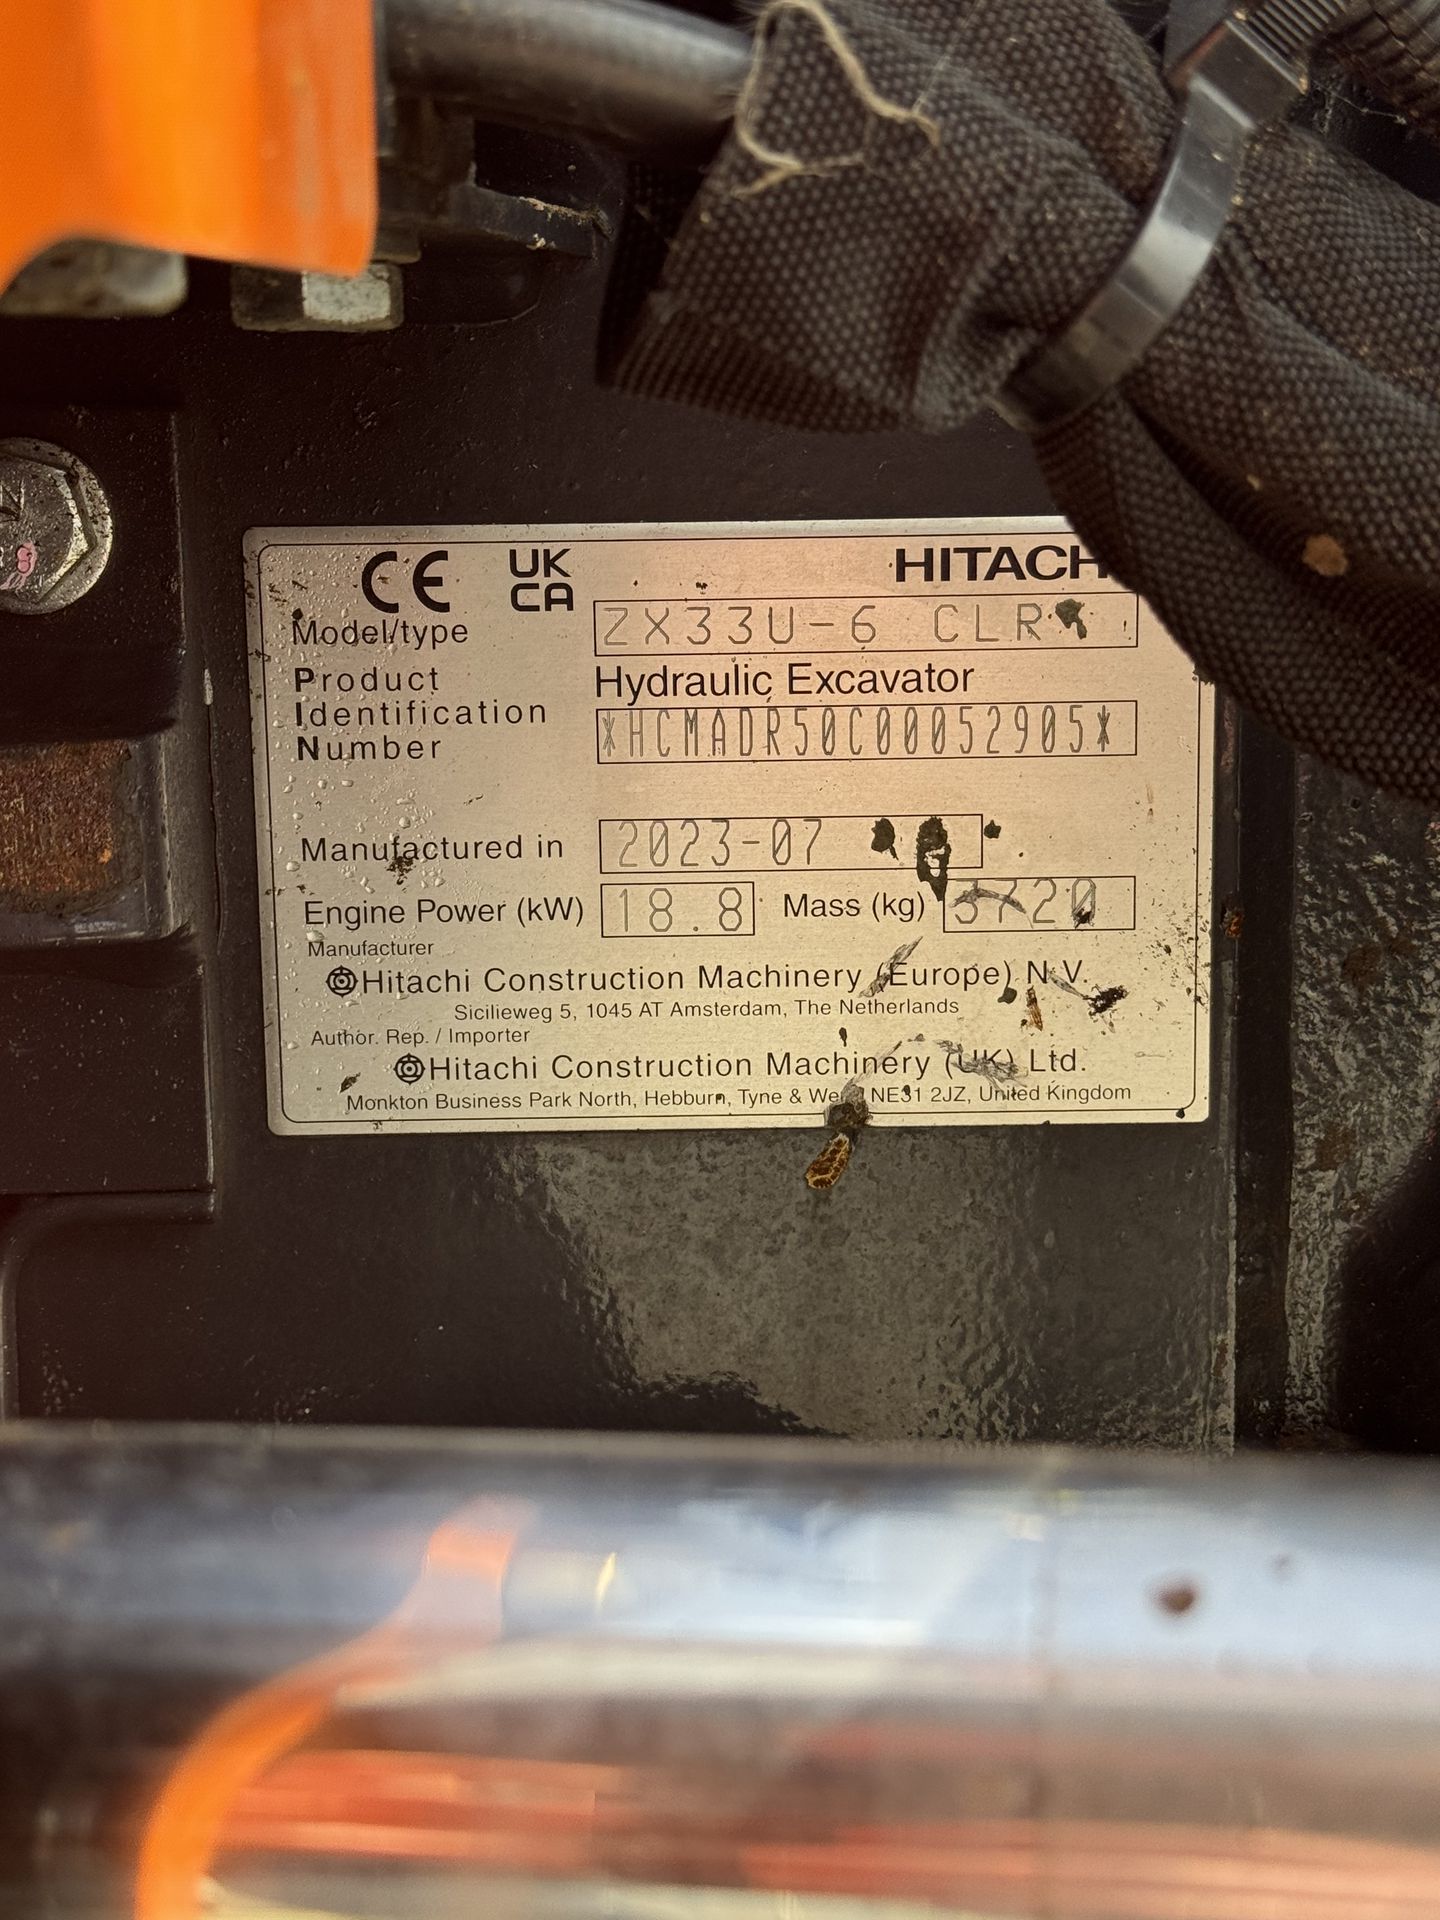 CE UK CA HITACH
Model/type ZX33U-6 CLR
Product Hydraulic Excavator
Identification
Number *HCMADR50C00052905*
Manufactured in 2023-07
Engine Power (kW) 18.8 Mass (kg) 3720
Manufacturer
Hitachi Construction Machinery (Europe) N.V.
Sicilieweg 5, 1045 AT Amsterdam, The Netherlands
Author. Rep. / Importer
Hitachi Construction Machinery (UK) Ltd.
Monkton Business Park North, Hebburn, Tyne & NE31 2JZ, United Kingdom